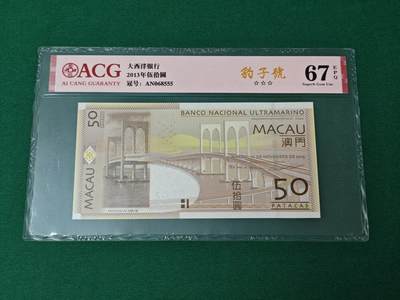 ACG
AI CANG GUARANTY
大西洋银行
2013年伍拾圓
冠号：AN068555
豹子號
☆☆☆
67
EPQ
Superb Gem Unc
50
BANCO NACIONAL ULTRAMARINO
MACAU
澳門
MACAU
伍拾圓
50
PATACAS